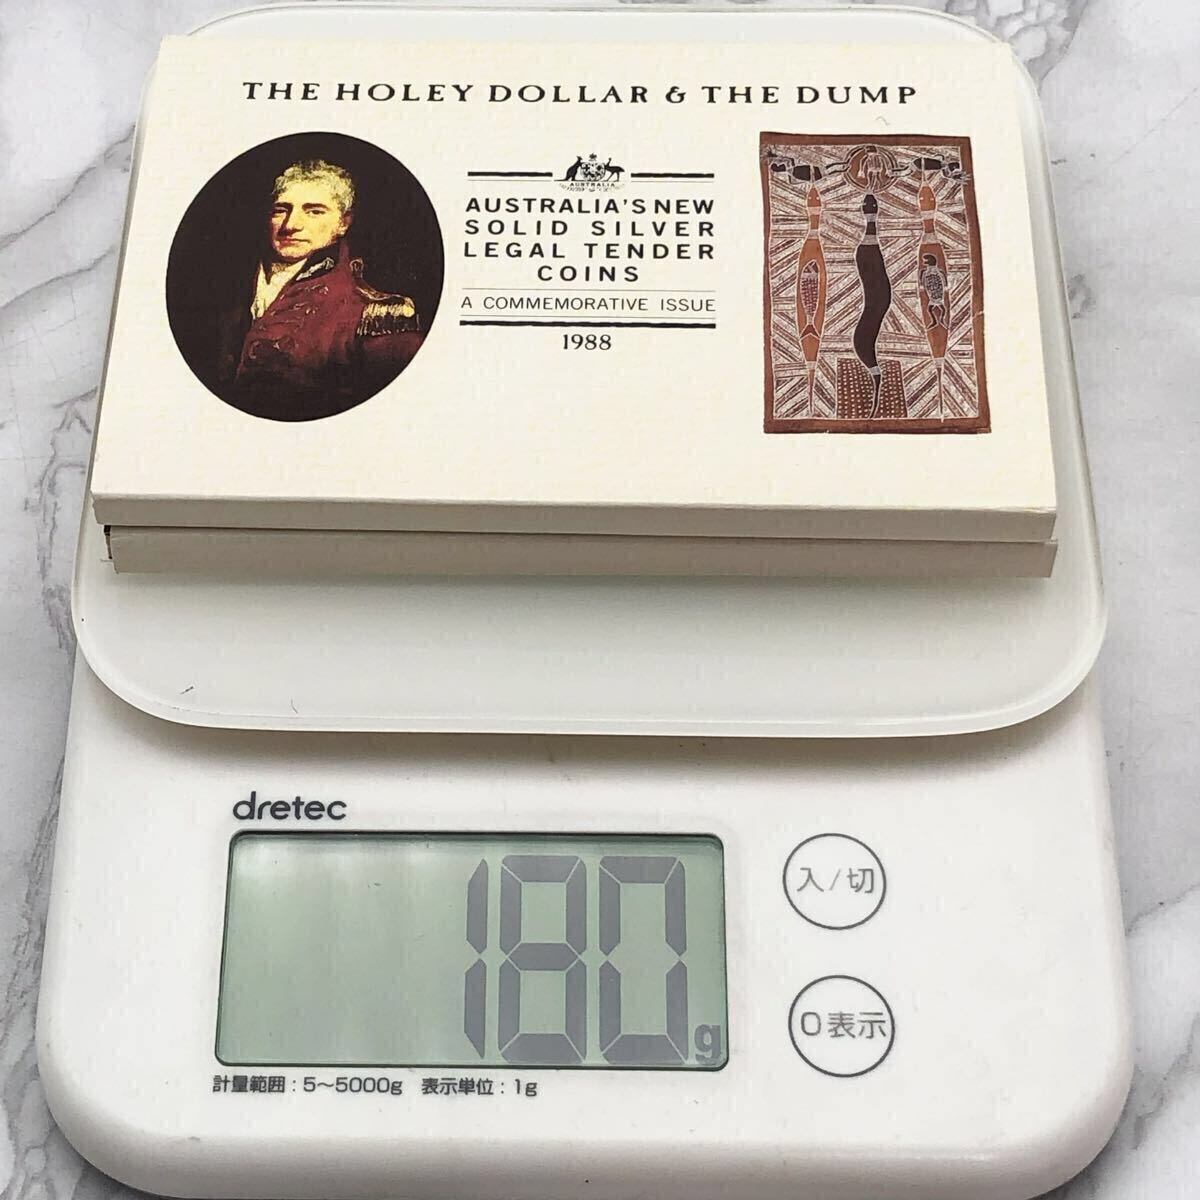 THE HOLEY DOLLAR & THE DUMP
AUSTRALIA
AUSTRALIA'S NEW
SOLID SILVER
LEGAL TENDER
COINS
A COMMEMORATIVE ISSUE
1988
dretec
180g
入/切
0表示
計量範囲：5～5000g 表示単位：1g